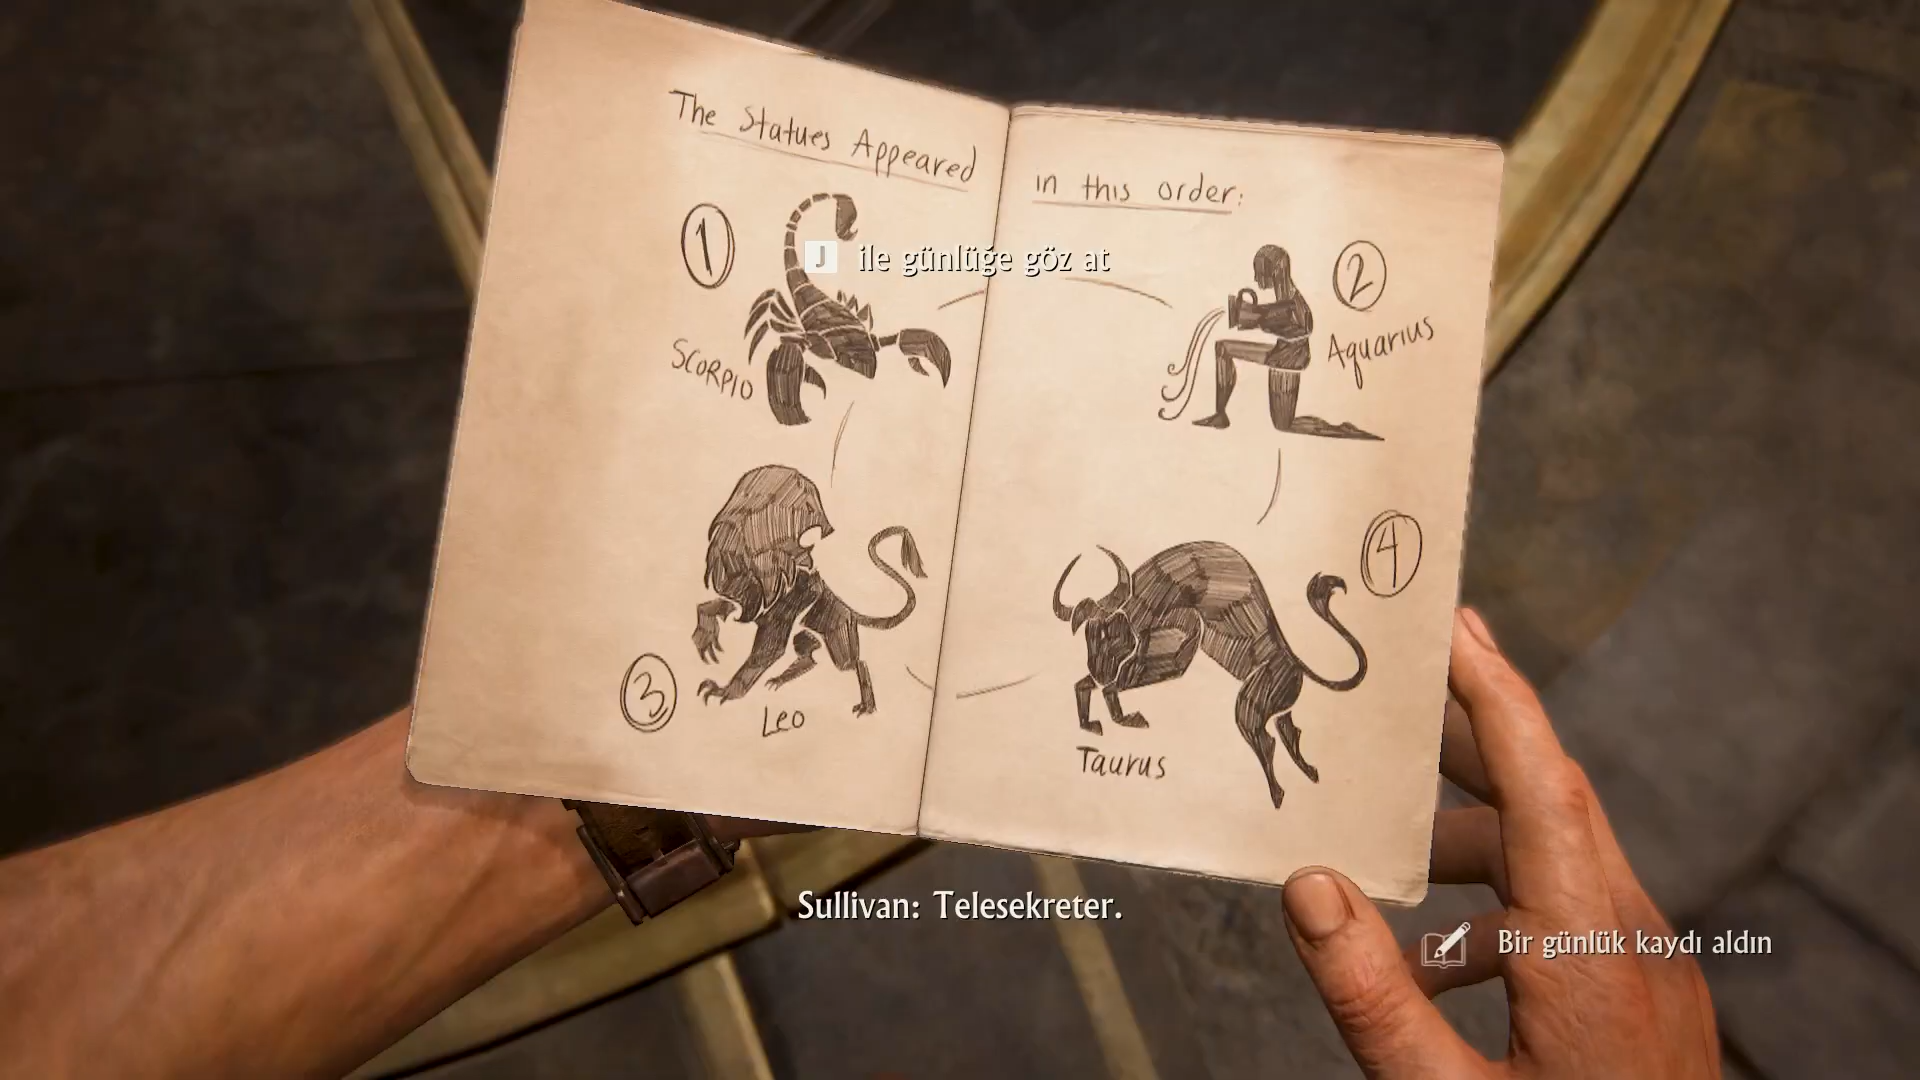 The Statues Appeared
in this order:
1
J ile günlüğe göz at
2
Scorpio
Aquarius
3
Leo
4
Taurus
Sullivan: Telesekreter.
Bir günlük kaydı aldın